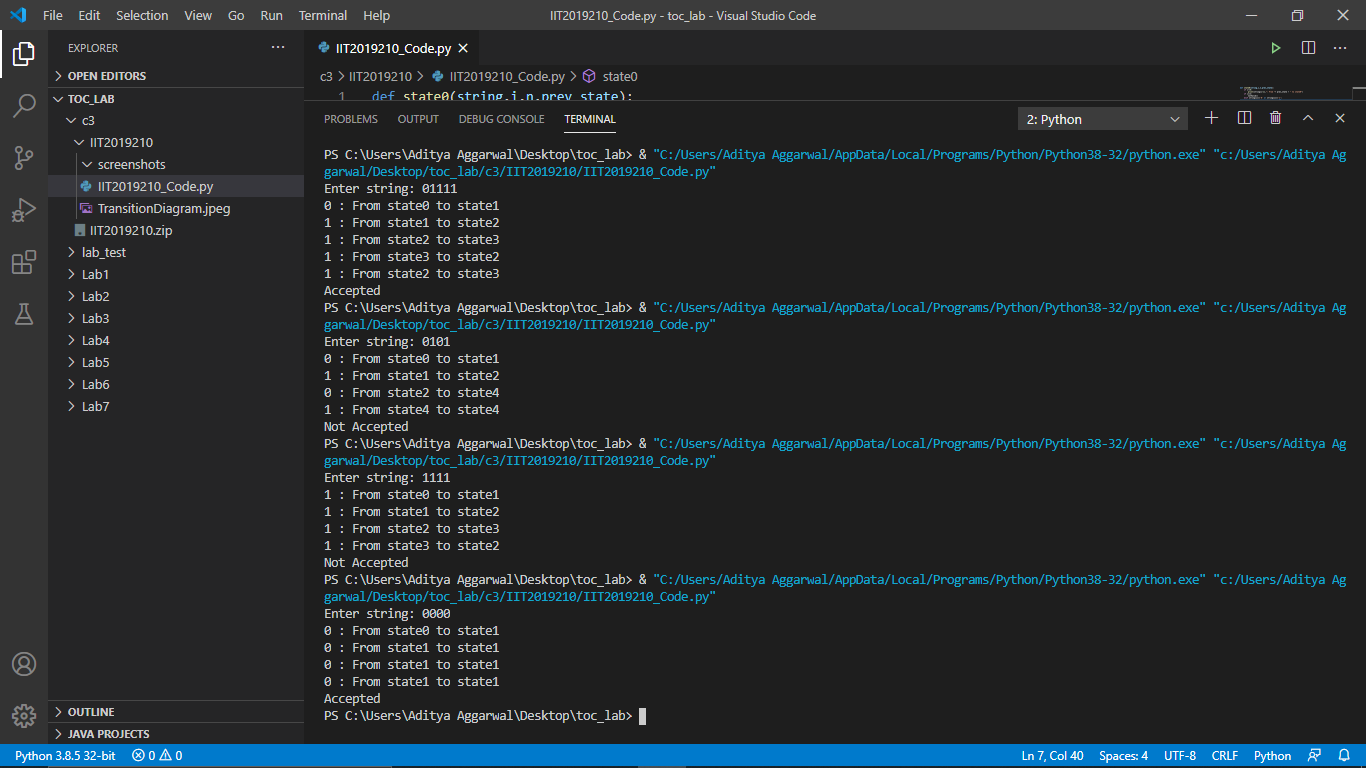 File Edit Selection View Go Run Terminal Help
IIT2019210_Code.py - toc_lab - Visual Studio Code
EXPLORER
OPEN EDITORS
TOC_LAB
c3
IIT2019210
screenshots
IIT2019210_Code.py
TransitionDiagram.jpeg
IIT2019210.zip
lab_test
Lab1
Lab2
Lab3
Lab4
Lab5
Lab6
Lab7
OUTLINE
JAVA PROJECTS
IIT2019210_Code.py
c3 > IIT2019210 > IIT2019210_Code.py > state0
1 def state0(string,i,n,prev_state):
PROBLEMS OUTPUT DEBUG CONSOLE TERMINAL
2: Python
PS C:\Users\Aditya Aggarwal\Desktop\toc_lab> & "C:/Users/Aditya Aggarwal/AppData/Local/Programs/Python/Python38-32/python.exe" "c:/Users/Aditya Ag
garwal/Desktop/toc_lab/c3/IIT2019210/IIT2019210_Code.py"
Enter string: 01111
0 : From state0 to state1
1 : From state1 to state2
1 : From state2 to state3
1 : From state3 to state2
1 : From state2 to state3
Accepted
PS C:\Users\Aditya Aggarwal\Desktop\toc_lab> & "C:/Users/Aditya Aggarwal/AppData/Local/Programs/Python/Python38-32/python.exe" "c:/Users/Aditya Ag
garwal/Desktop/toc_lab/c3/IIT2019210/IIT2019210_Code.py"
Enter string: 0101
0 : From state0 to state1
1 : From state1 to state2
0 : From state2 to state4
1 : From state4 to state4
Not Accepted
PS C:\Users\Aditya Aggarwal\Desktop\toc_lab> & "C:/Users/Aditya Aggarwal/AppData/Local/Programs/Python/Python38-32/python.exe" "c:/Users/Aditya Ag
garwal/Desktop/toc_lab/c3/IIT2019210/IIT2019210_Code.py"
Enter string: 1111
1 : From state0 to state1
1 : From state1 to state2
1 : From state2 to state3
1 : From state3 to state2
Not Accepted
PS C:\Users\Aditya Aggarwal\Desktop\toc_lab> & "C:/Users/Aditya Aggarwal/AppData/Local/Programs/Python/Python38-32/python.exe" "c:/Users/Aditya Ag
garwal/Desktop/toc_lab/c3/IIT2019210/IIT2019210_Code.py"
Enter string: 0000
0 : From state0 to state1
0 : From state1 to state1
0 : From state1 to state1
0 : From state1 to state1
Accepted
PS C:\Users\Aditya Aggarwal\Desktop\toc_lab>
Python 3.8.5 32-bit 0 0 Ln 7, Col 40 Spaces: 4 UTF-8 CRLF Python